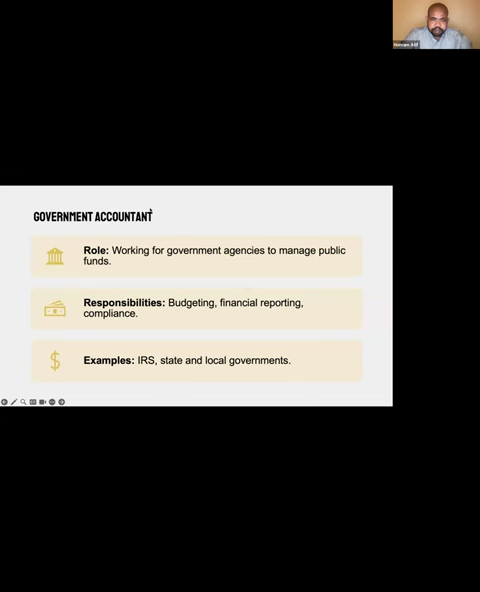 GOVERNMENT ACCOUNTANT
Role: Working for government agencies to manage public
funds.
Responsibilities: Budgeting, financial reporting,
compliance.
Examples: IRS, state and local governments.